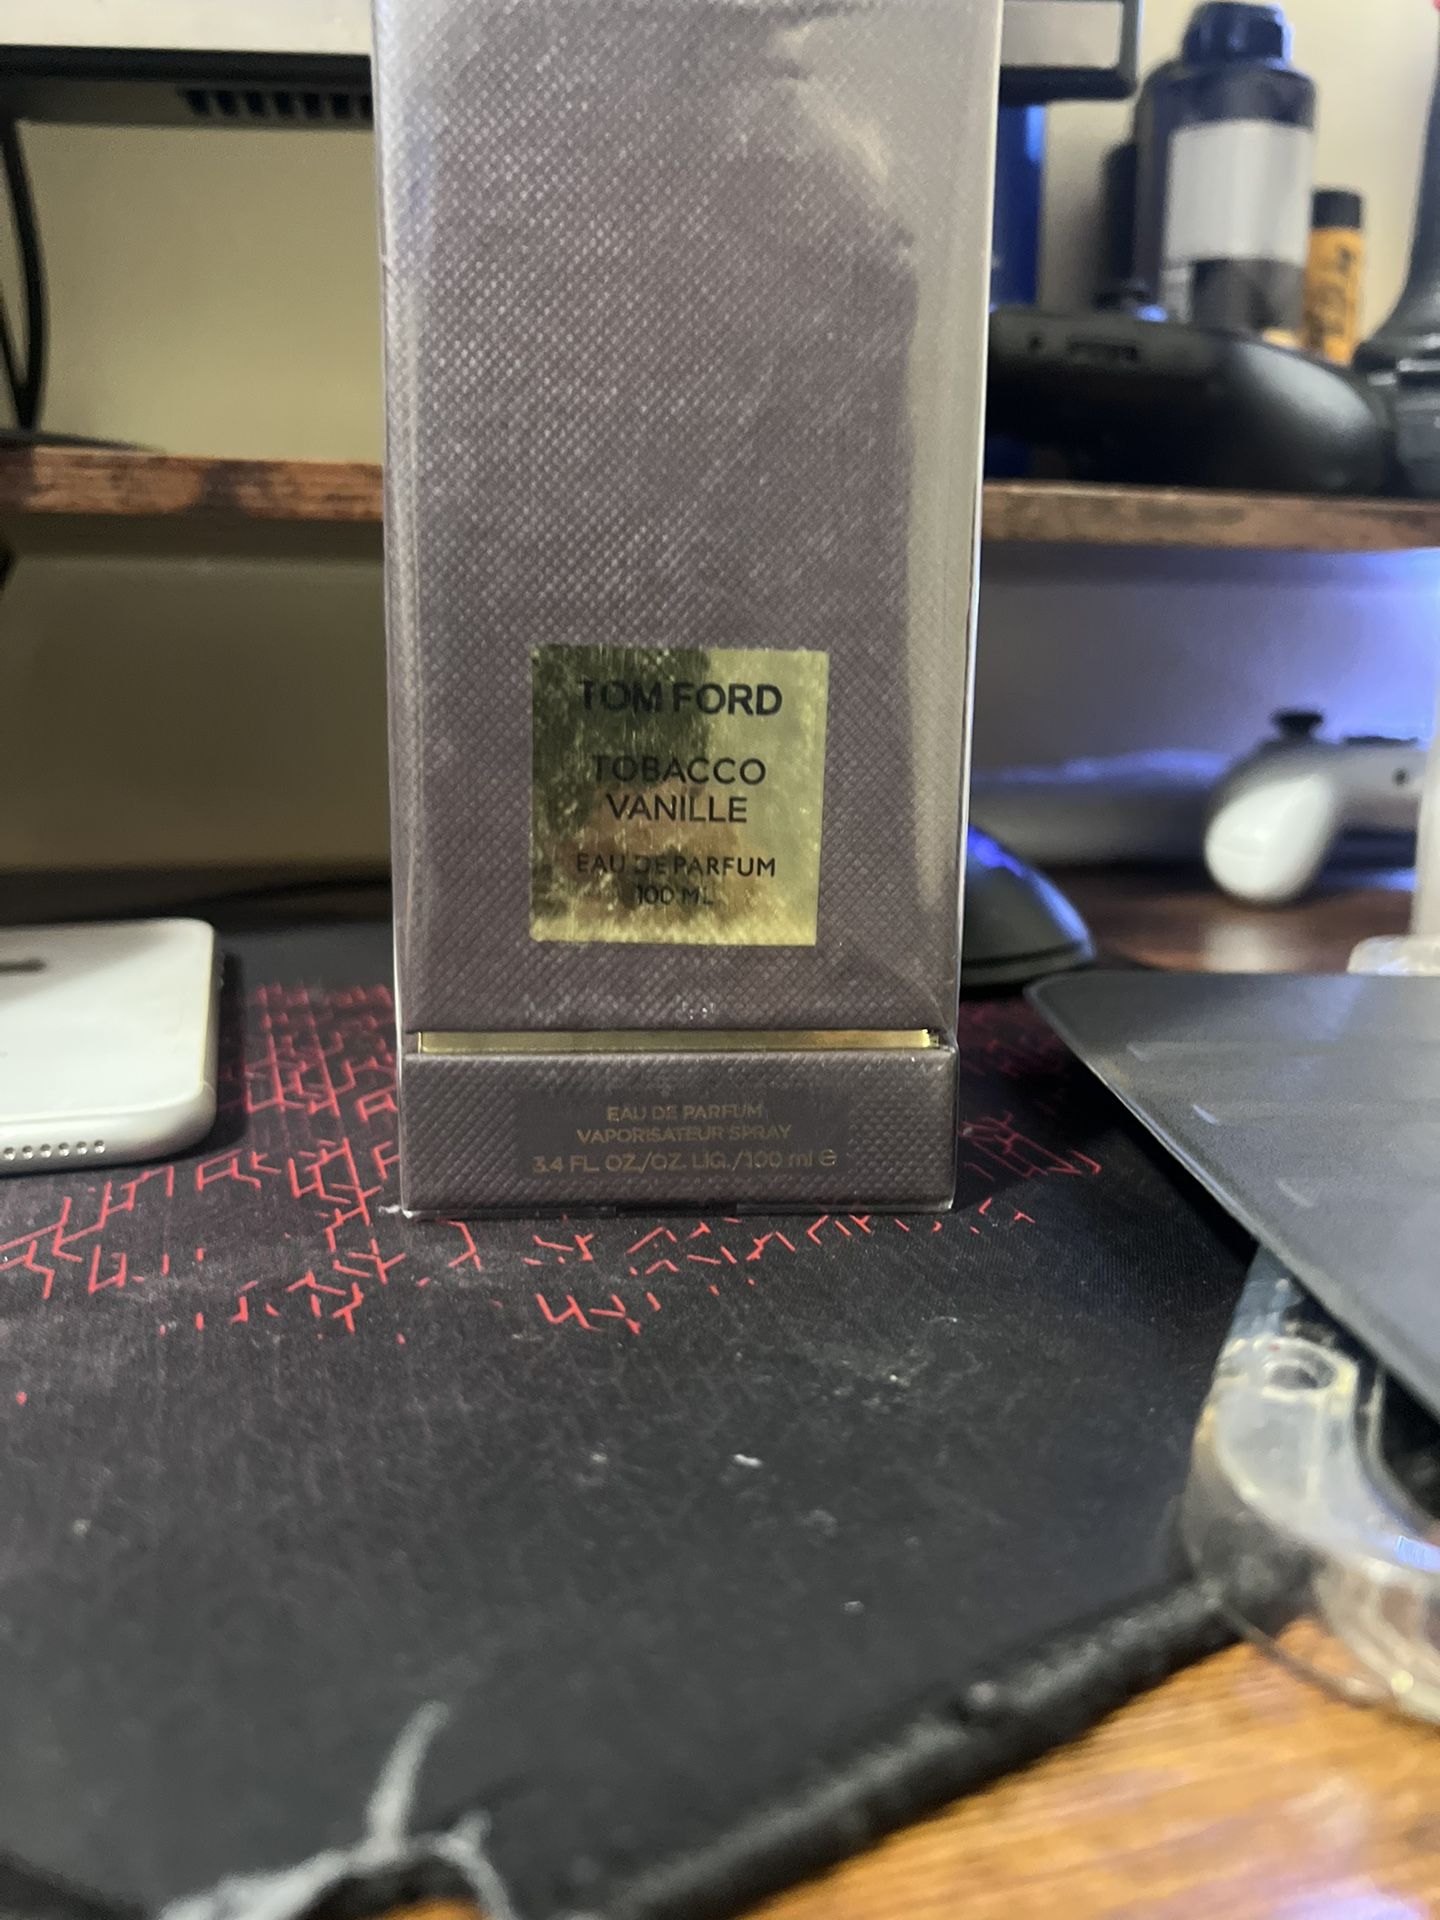 TOM FORD
TOBACCO
VANILLE
EAU DE PARFUM
100 ML
EAU DE PARFUM
VAPORISATEUR SPRAY
3.4 FL. OZ./OZ. LIQ./100 ml ℮